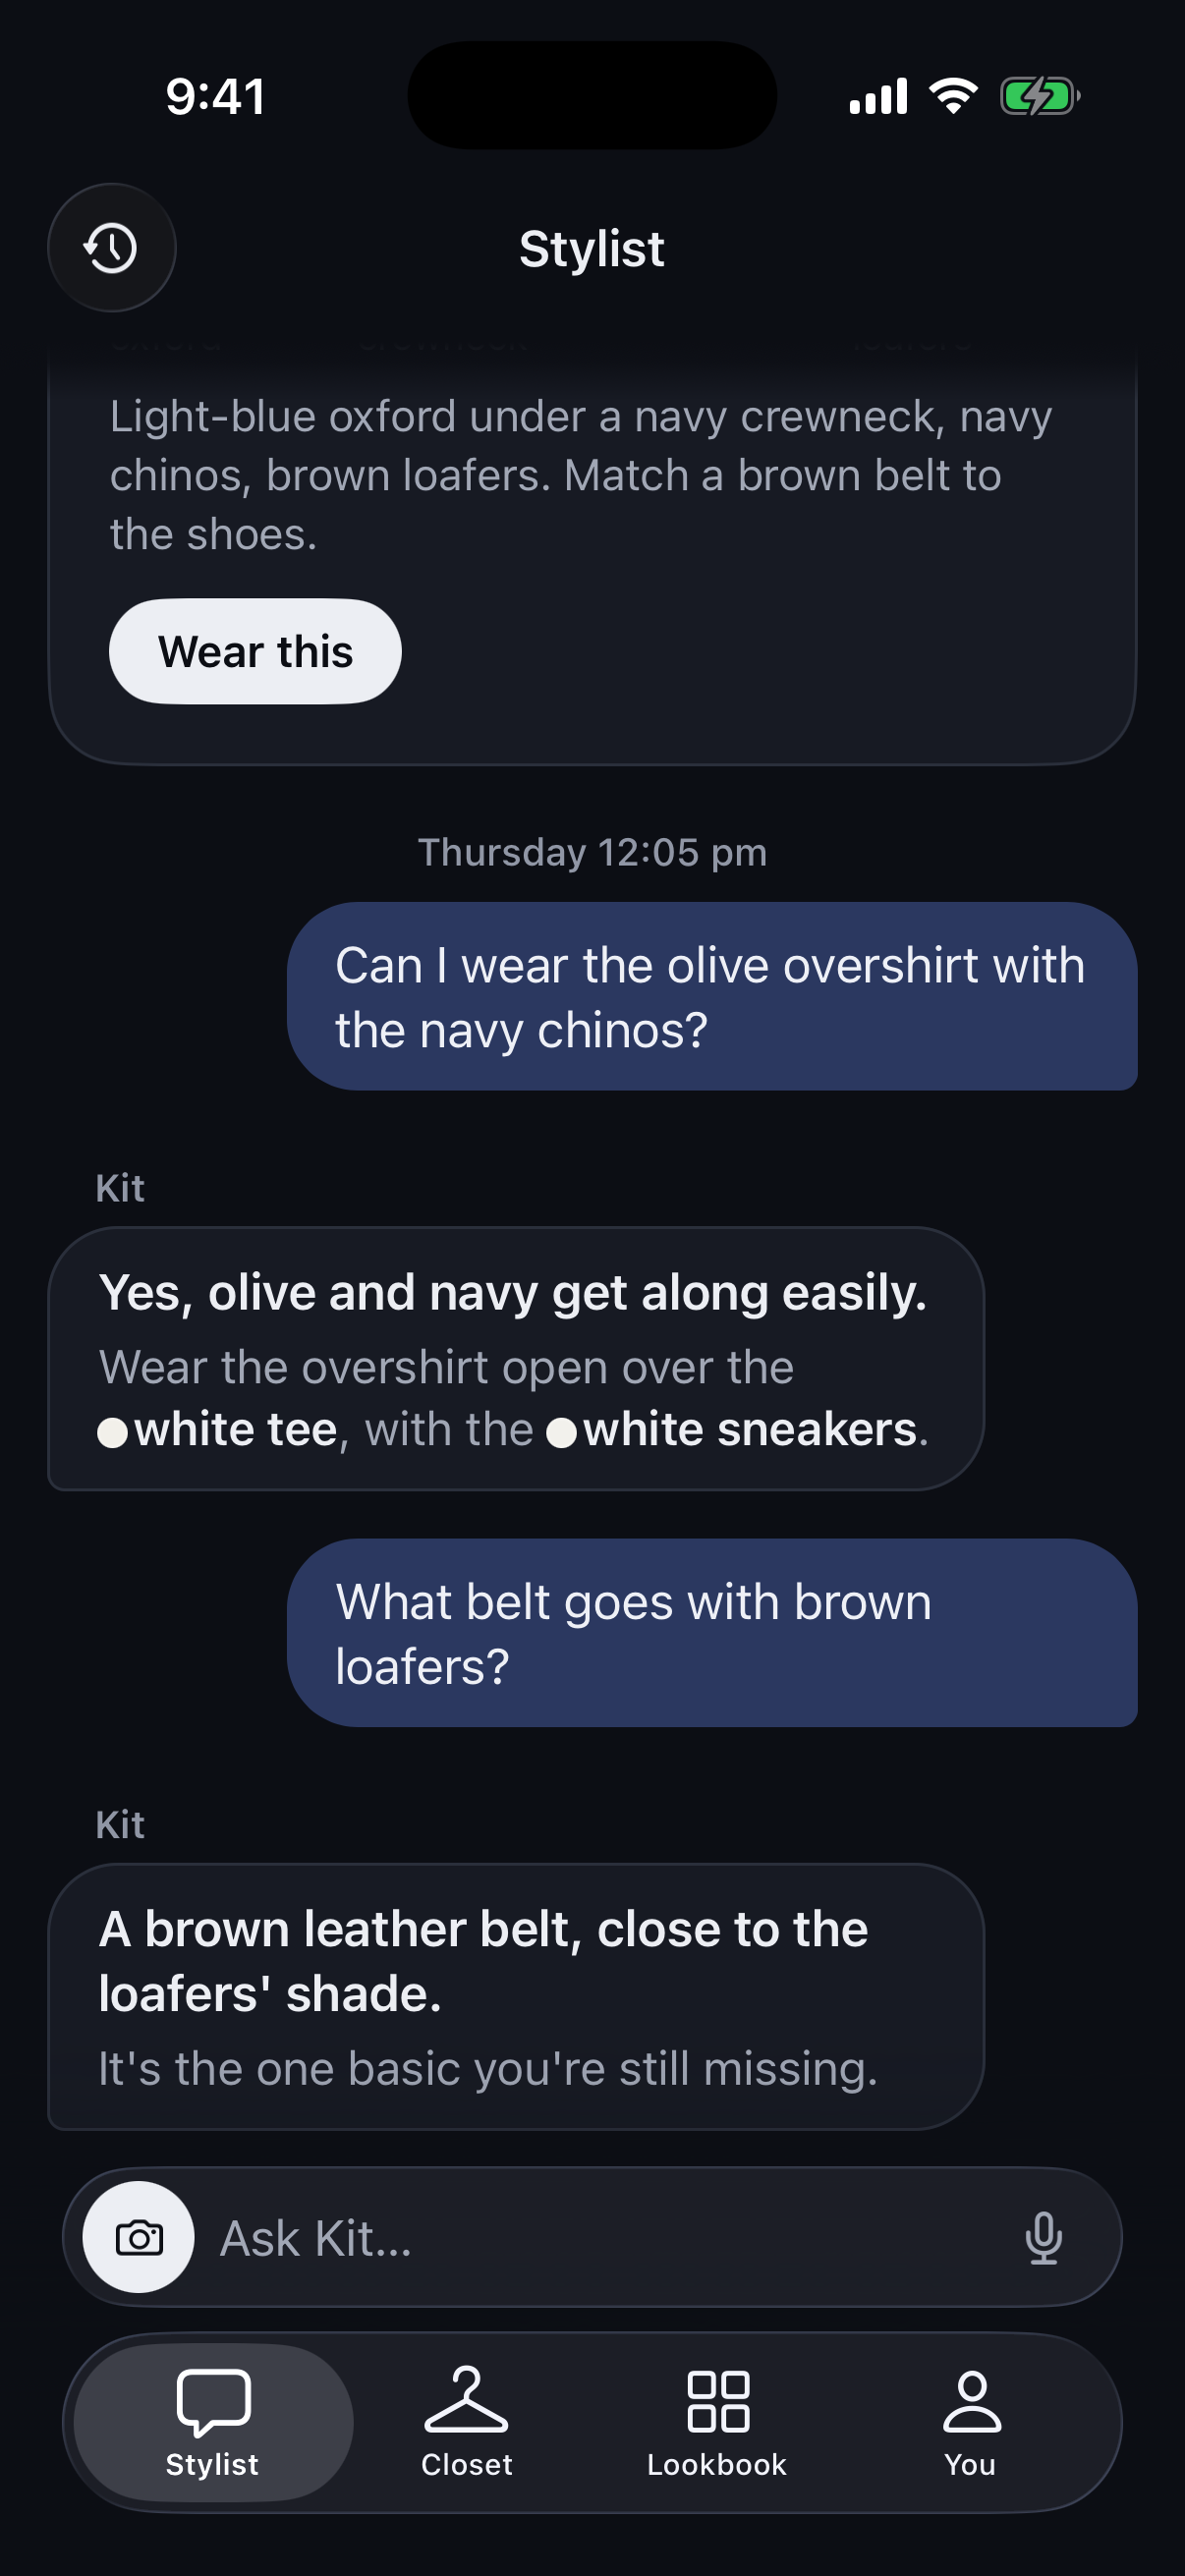 9:41
Stylist
Light-blue oxford under a navy crewneck, navy
chinos, brown loafers. Match a brown belt to
the shoes.
Wear this
Thursday 12:05 pm
Can I wear the olive overshirt with
the navy chinos?
Kit
Yes, olive and navy get along easily.
Wear the overshirt open over the
white tee, with the white sneakers.
What belt goes with brown
loafers?
Kit
A brown leather belt, close to the
loafers' shade.
It's the one basic you're still missing.
Ask Kit...
Stylist
Closet
Lookbook
You